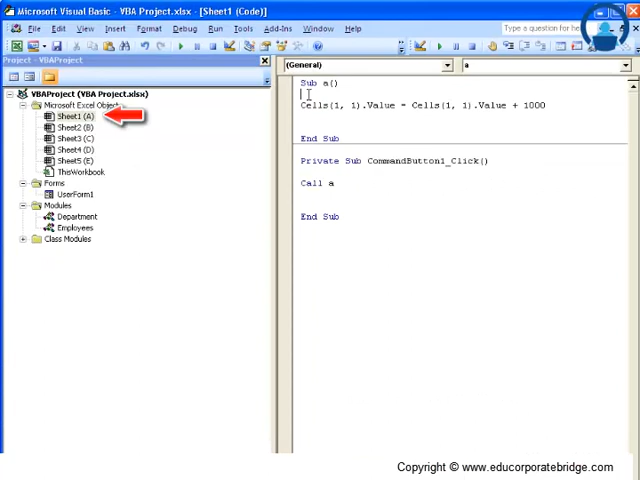 Microsoft Visual Basic - VBA Project.xlsx - [Sheet1 (Code)]
File Edit View Insert Format Debug Run Tools Add-Ins Window Help
Type a question for help
Project - VBAProject
(General) a
VBAProject (VBA Project.xlsx)
Microsoft Excel Objects
Sheet1 (A)
Sheet2 (B)
Sheet3 (C)
Sheet4 (D)
Sheet5 (E)
ThisWorkbook
Forms
UserForm1
Modules
Department
Employees
Class Modules
Sub a()
Cells(1, 1).Value = Cells(1, 1).Value + 1000
End Sub
Private Sub CommandButton1_Click()
Call a
End Sub
Copyright © www.educorporatebridge.com